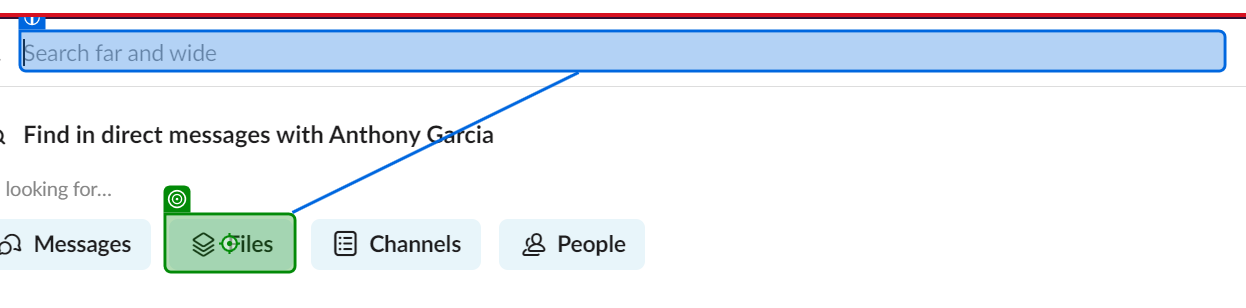 Search far and wide
Find in direct messages with Anthony Garcia
looking for...
Messages
Files
Channels
People